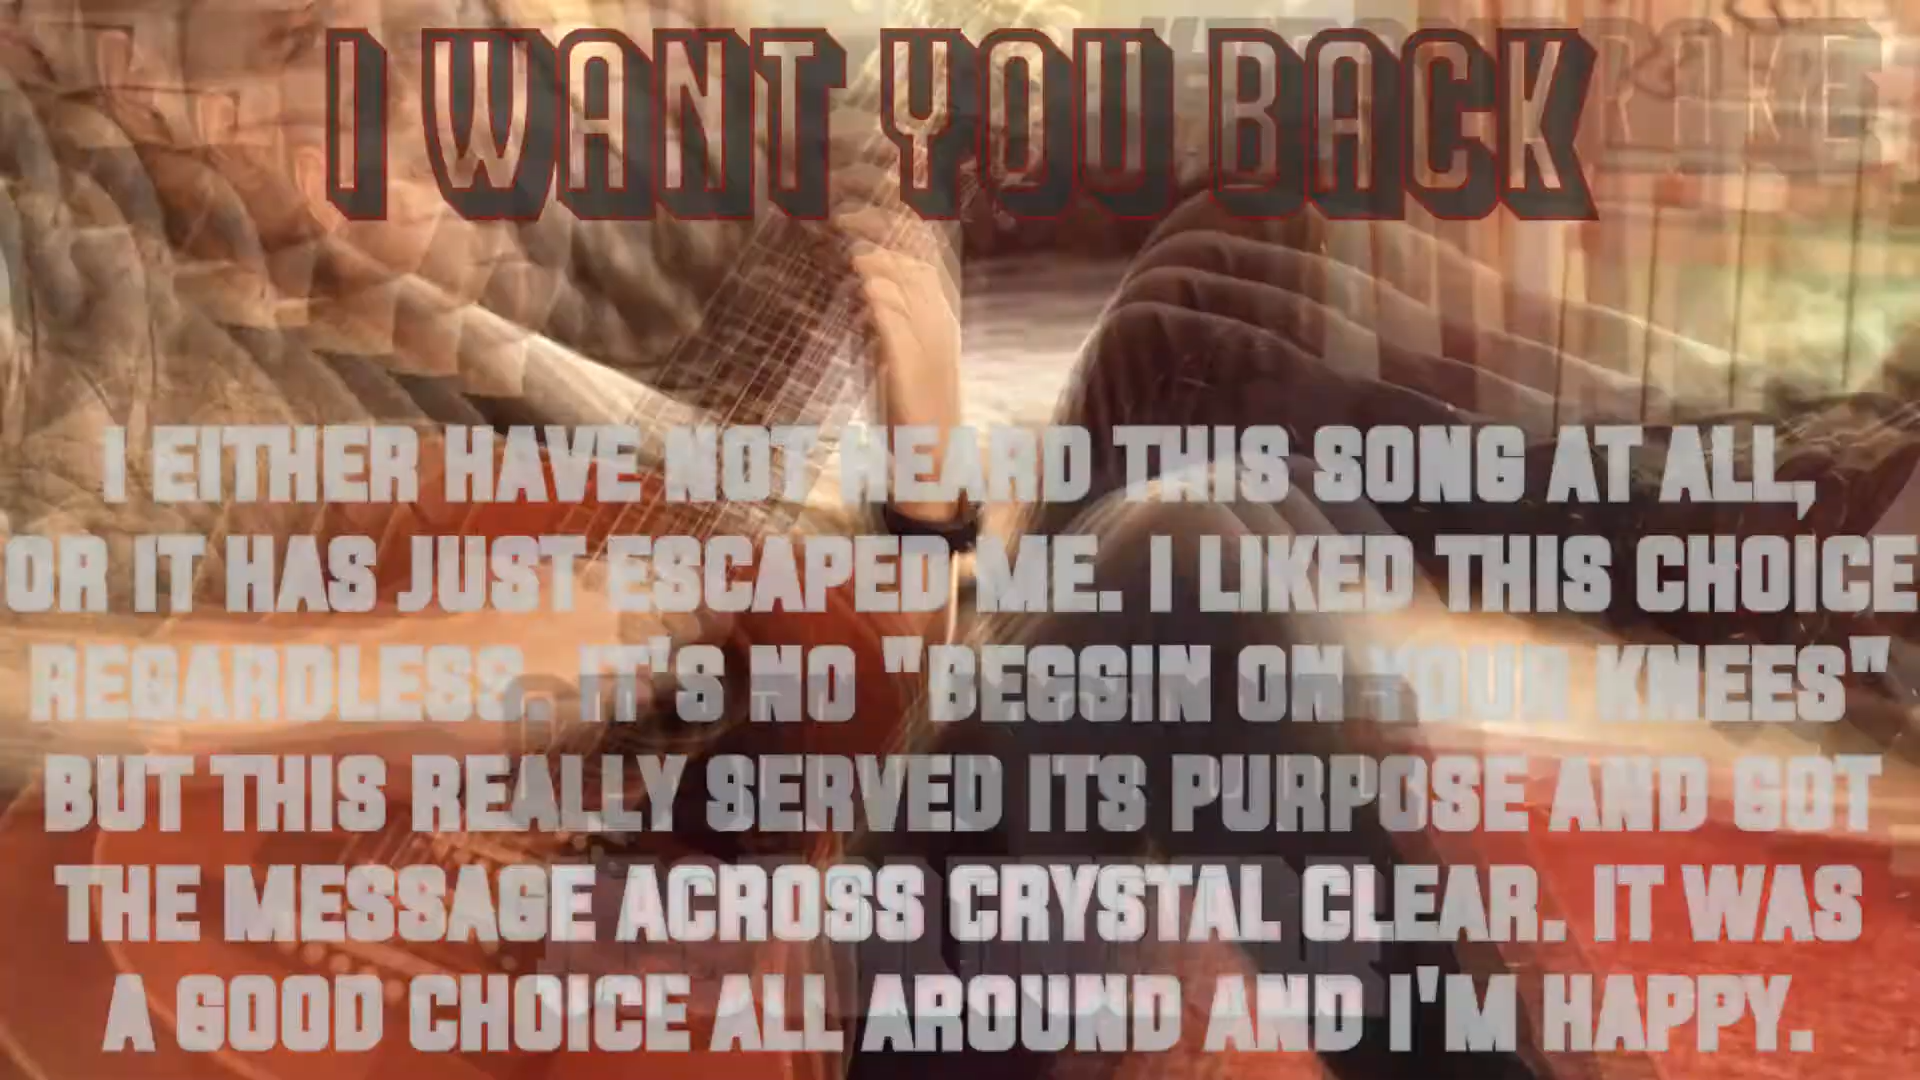 I WANT YOU BACK
I EITHER HAVE NOT HEARD THIS SONG AT ALL,
OR IT HAS JUST ESCAPED ME. I LIKED THIS CHOICE
REGARDLESS. IT'S NO "BEGGIN ON YOUR KNEES"
BUT THIS REALLY SERVED ITS PURPOSE AND GOT
THE MESSAGE ACROSS CRYSTAL CLEAR. IT WAS
A GOOD CHOICE ALL AROUND AND I'M HAPPY.